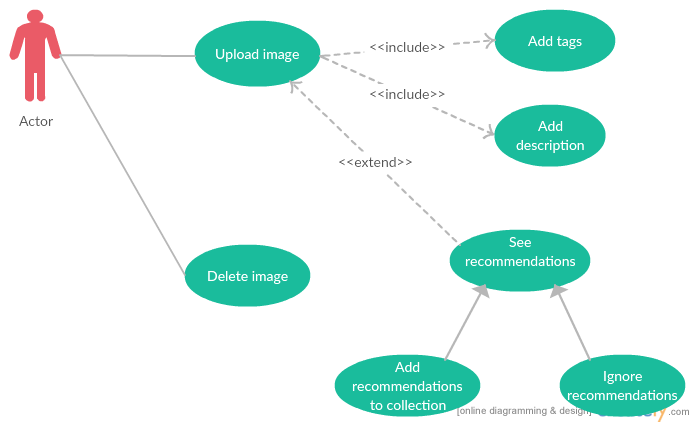 Upload image
<<include>>
Add tags
<<include>>
Actor
Add
description
<<extend>>
See
recommendations
Delete image
Add
recommendations
to collection
Ignore
recommendations
[online diagramming & design]
.com